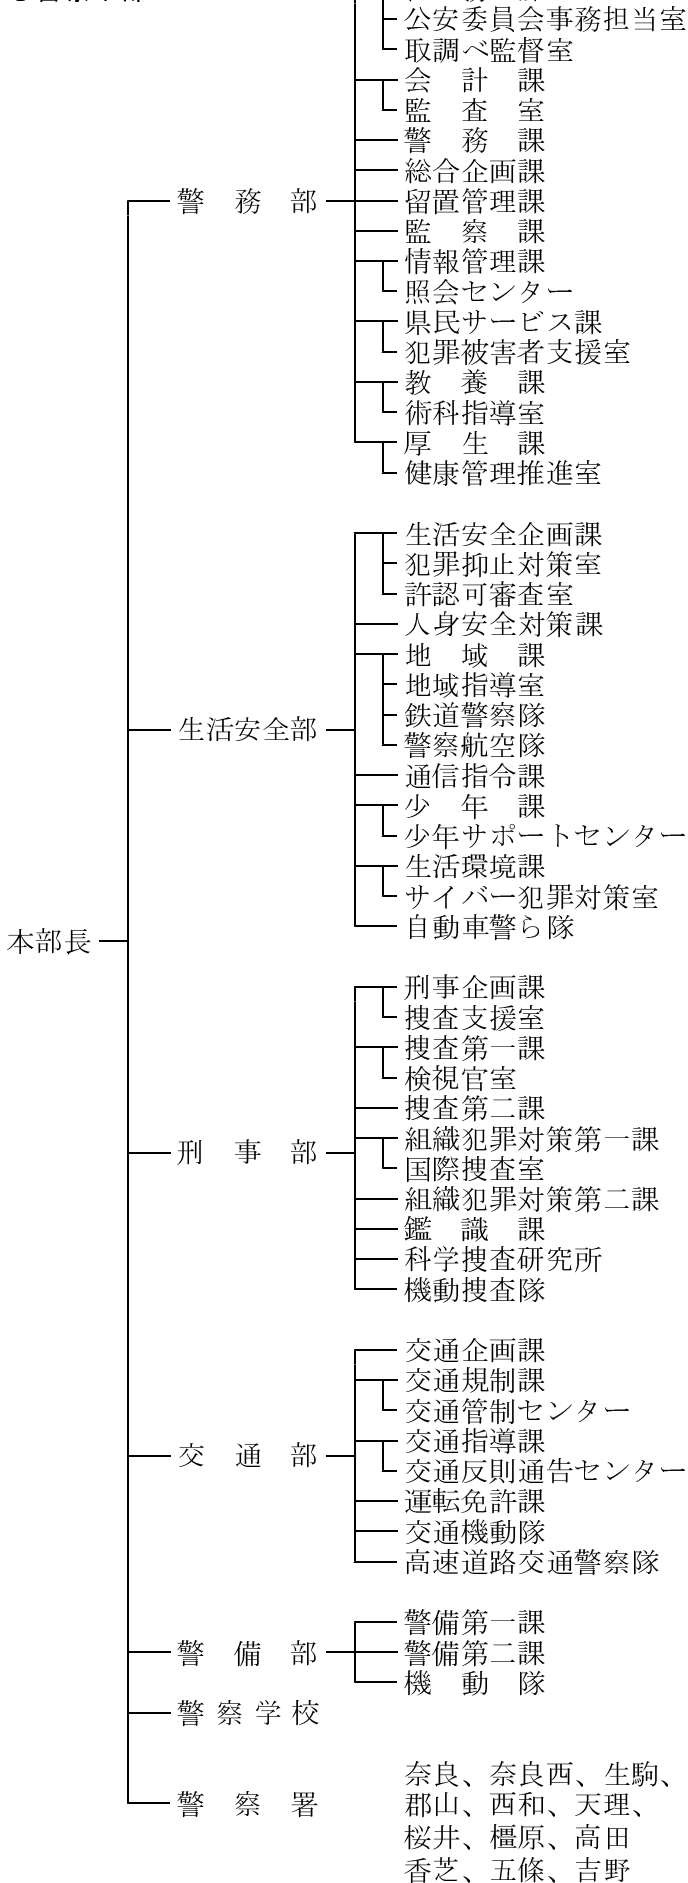 公安委員会事務担当室
取調べ監督室
会計課
監査室
警務課
総合企画課
警務部
留置管理課
監察課
情報管理課
照会センター
県民サービス課
犯罪被害者支援室
教養課
術科指導室
厚生課
健康管理推進室
生活安全企画課
犯罪抑止対策室
許認可審査室
人身安全対策課
地域課
地域指導室
鉄道警察隊
生活安全部
警察航空隊
通信指令課
少年課
少年サポートセンター
生活環境課
サイバー犯罪対策室
自動車警ら隊
本部長
刑事企画課
捜査支援室
捜査第一課
検視官室
捜査第二課
組織犯罪対策第一課
刑事部
国際捜査室
組織犯罪対策第二課
鑑識課
科学捜査研究所
機動捜査隊
交通企画課
交通規制課
交通管制センター
交通指導課
交通部
交通反則通告センター
運転免許課
交通機動隊
高速道路交通警察隊
警備第一課
警備部
警備第二課
機動隊
警察学校
警察署
奈良、奈良西、生駒、
郡山、西和、天理、
桜井、橿原、高田
香芝、五條、吉野